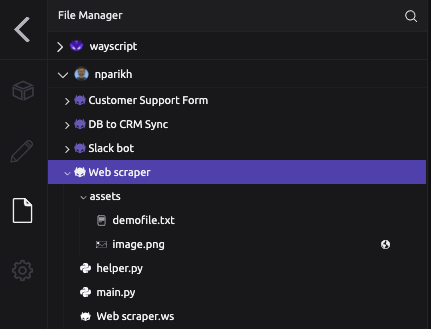 File Manager
wayscript
nparikh
Customer Support Form
DB to CRM Sync
Slack bot
Web scraper
assets
demofile.txt
image.png
helper.py
main.py
Web scraper.ws